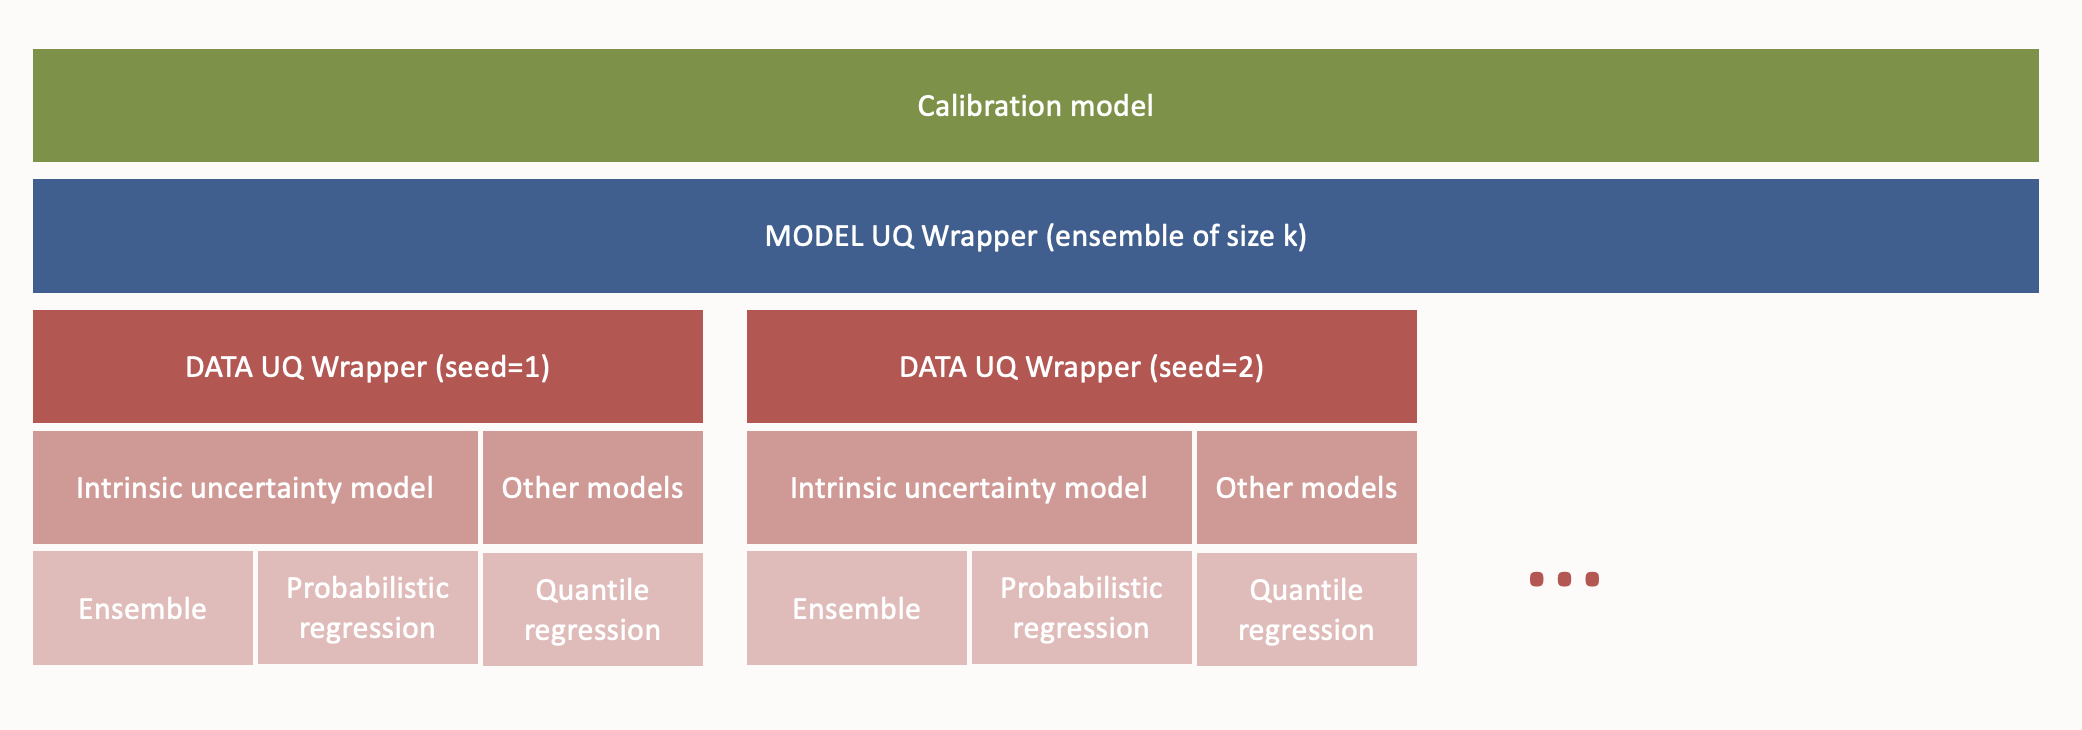 Calibration model
MODEL UQ Wrapper (ensemble of size k)
DATA UQ Wrapper (seed=1)
DATA UQ Wrapper (seed=2)
Intrinsic uncertainty model
Other models
Intrinsic uncertainty model
Other models
Ensemble
Probabilistic
regression
Quantile
regression
Ensemble
Probabilistic
regression
Quantile
regression
...